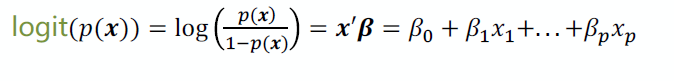 logit(p(x)) = log(p(x)/(1−p(x))) = x′β = β₀ + β₁x₁+...+βₚxₚ